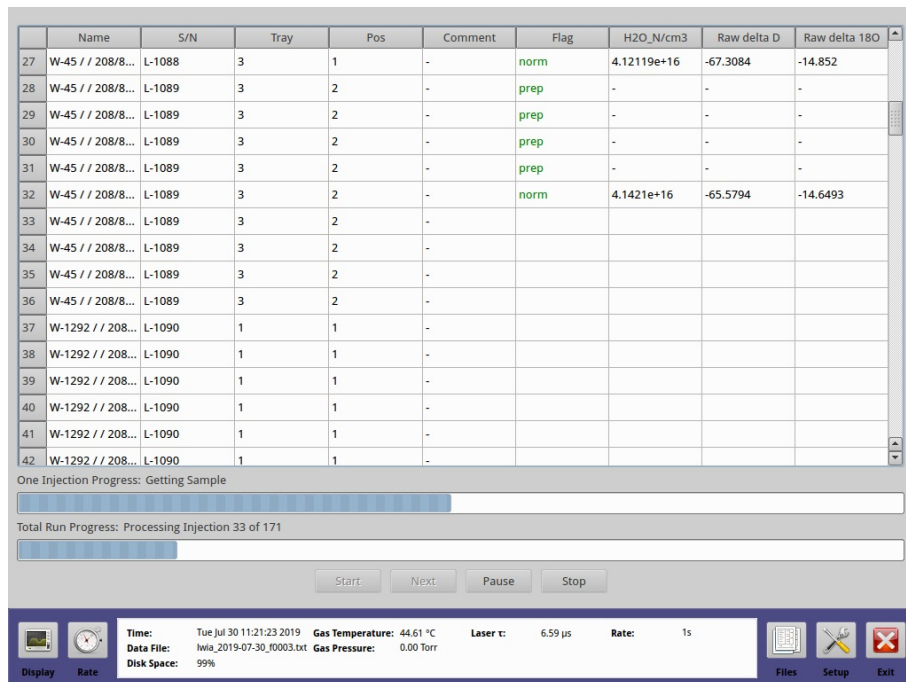 Name S/N Tray Pos Comment Flag H2O_N/cm3 Raw delta D Raw delta 18O
27 W-45 / / 208/8... L-1088 3 1 - norm 4.12119e+16 -67.3084 -14.852
28 W-45 / / 208/8... L-1089 3 2 - prep - - -
29 W-45 / / 208/8... L-1089 3 2 - prep - - -
30 W-45 / / 208/8... L-1089 3 2 - prep - - -
31 W-45 / / 208/8... L-1089 3 2 - prep - - -
32 W-45 / / 208/8... L-1089 3 2 - norm 4.1421e+16 -65.5794 -14.6493
33 W-45 / / 208/8... L-1089 3 2 -
34 W-45 / / 208/8... L-1089 3 2 -
35 W-45 / / 208/8... L-1089 3 2 -
36 W-45 / / 208/8... L-1089 3 2 -
37 W-1292 / / 208... L-1090 1 1 -
38 W-1292 / / 208... L-1090 1 1 -
39 W-1292 / / 208... L-1090 1 1 -
40 W-1292 / / 208... L-1090 1 1 -
41 W-1292 / / 208... L-1090 1 1 -
42 W-1292 / / 208... L-1090 1 1 -
One Injection Progress: Getting Sample
Total Run Progress: Processing Injection 33 of 171
Start Next Pause Stop
Time: Tue Jul 30 11:21:23 2019 Gas Temperature: 44.61 °C Laser τ: 6.59 µs Rate: 1s
Data File: lwia_2019-07-30_f0003.txt Gas Pressure: 0.00 Torr
Disk Space: 99%
Display Rate Files Setup Exit